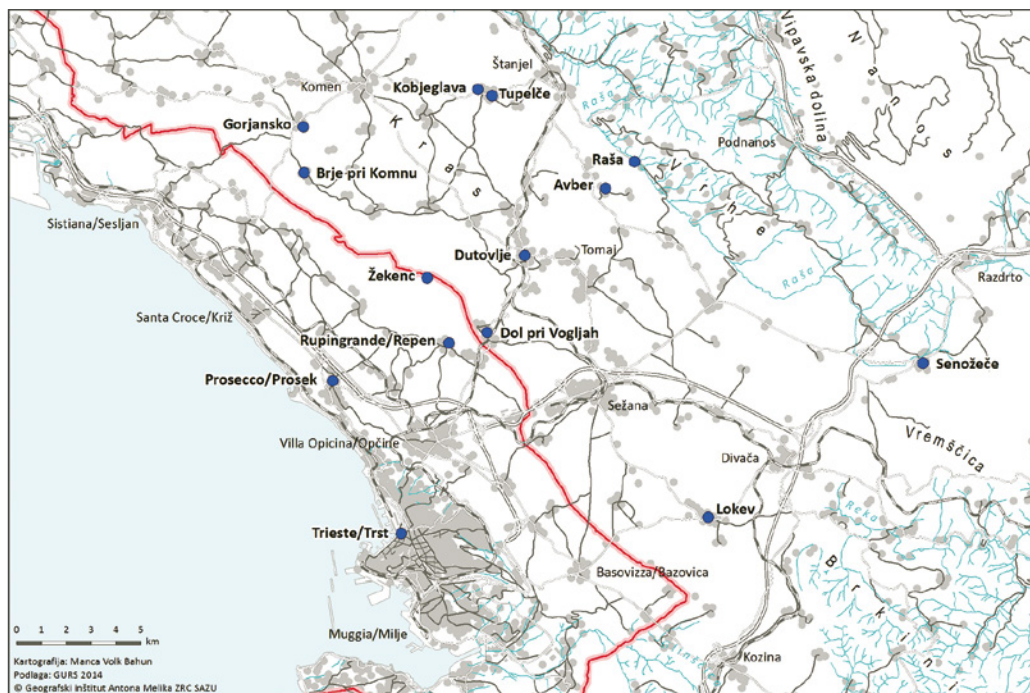 Štanjel
Vipavska dolina
Nanos
Komen
Kobjeglava
Tupelče
Raša
Gorjansko
Kras
Podnanos
Raša
Vrhe
Brje pri Komnu
Avber
Sistiana/Sesljan
Dutovlje
Tomaj
Raša
Razdrto
Žekenc
Santa Croce/Križ
Rupingrande/Repen
Dol pri Vogljah
Senožeče
Prosecco/Prosek
Sežana
Villa Opicina/Opčine
Vremščica
Divača
Lokev
Reka
Trieste/Trst
Basovizza/Bazovica
Brkini
Muggia/Milje
Kozina
0 1 2 3 4 5
km
Kartografija: Manca Volk Bahun
Podlaga: GURS 2014
© Geografski inštitut Antona Melika ZRC SAZU